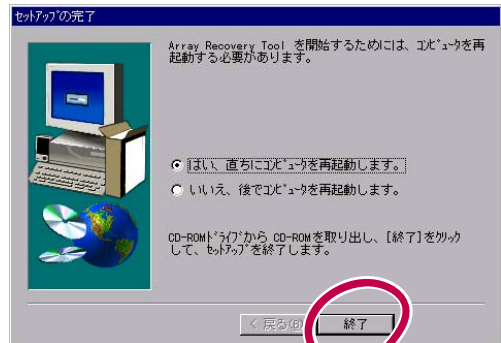 ｾｯﾄｱｯﾌﾟの完了
Array Recovery Tool を開始するためには、ｺﾝﾋﾟｭｰﾀを再
起動する必要があります。
はい、直ちにｺﾝﾋﾟｭｰﾀを再起動します。
いいえ、後でｺﾝﾋﾟｭｰﾀを再起動します。
CD-ROMﾄﾞﾗｲﾌﾞから CD-ROMを取り出し、[終了]をｸﾘｯｸ
して、ｾｯﾄｱｯﾌﾟを終了します。
< 戻る(B)
終了